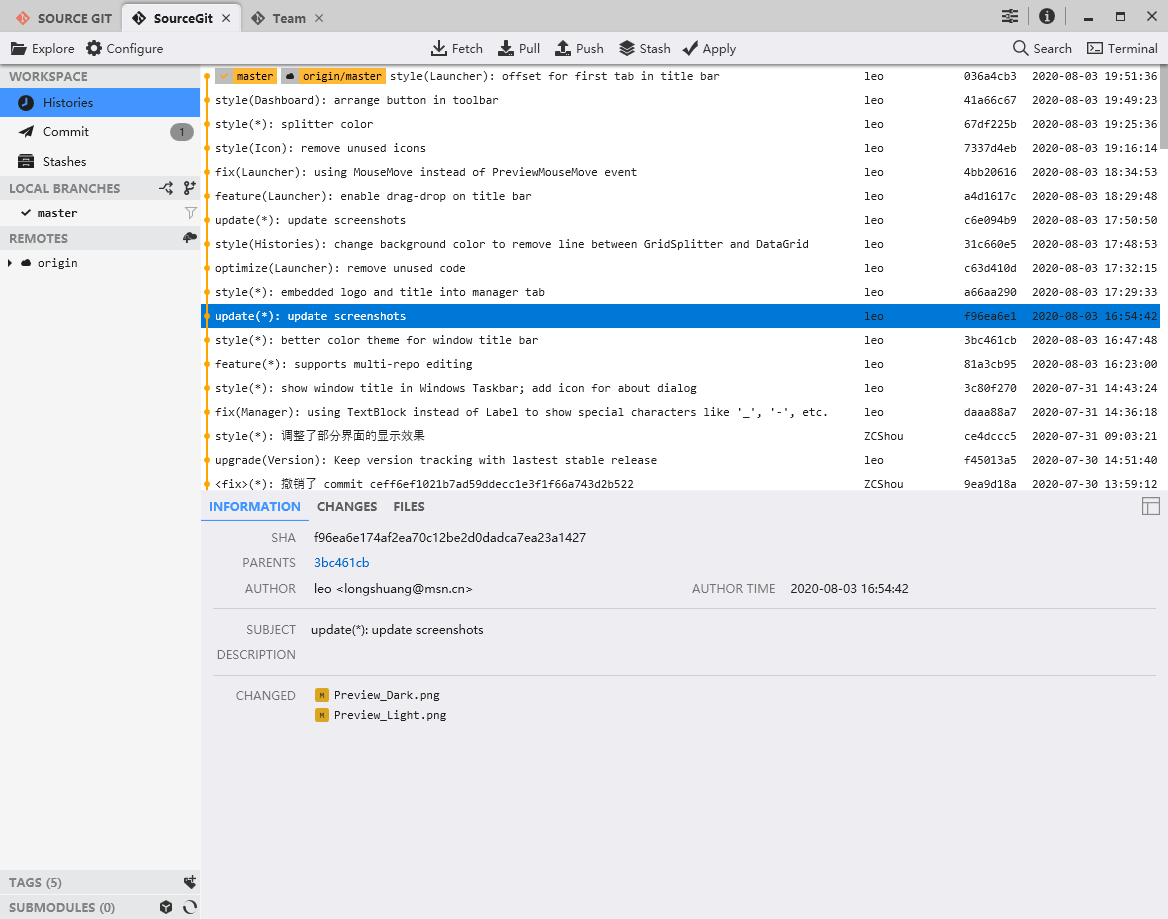 SOURCE GIT SourceGit Team
Explore Configure Fetch Pull Push Stash Apply Search Terminal
WORKSPACE
Histories
Commit 1
Stashes
LOCAL BRANCHES
master
REMOTES
origin
TAGS (5)
SUBMODULES (0)
master origin/master style(Launcher): offset for first tab in title bar leo 036a4cb3 2020-08-03 19:51:36
style(Dashboard): arrange button in toolbar leo 41a66c67 2020-08-03 19:49:23
style(*): splitter color leo 67df225b 2020-08-03 19:25:36
style(Icon): remove unused icons leo 7337d4eb 2020-08-03 19:16:14
fix(Launcher): using MouseMove instead of PreviewMouseMove event leo 4bb20616 2020-08-03 18:34:53
feature(Launcher): enable drag-drop on title bar leo a4d1617c 2020-08-03 18:29:48
update(*): update screenshots leo c6e094b9 2020-08-03 17:50:50
style(Histories): change background color to remove line between GridSplitter and DataGrid leo 31c660e5 2020-08-03 17:48:53
optimize(Launcher): remove unused code leo c63d410d 2020-08-03 17:32:15
style(*): embedded logo and title into manager tab leo a66aa290 2020-08-03 17:29:33
update(*): update screenshots leo f96ea6e1 2020-08-03 16:54:42
style(*): better color theme for window title bar leo 3bc461cb 2020-08-03 16:47:48
feature(*): supports multi-repo editing leo 81a3cb95 2020-08-03 16:23:00
style(*): show window title in Windows Taskbar; add icon for about dialog leo 3c80f270 2020-07-31 14:43:24
fix(Manager): using TextBlock instead of Label to show special characters like '_', '-', etc. leo daaa88a7 2020-07-31 14:36:18
style(*): 调整了部分界面的显示效果 ZCShou ce4dccc5 2020-07-31 09:03:21
upgrade(Version): Keep version tracking with lastest stable release leo f45013a5 2020-07-30 14:51:40
<fix>(*): 撤销了 commit ceff6ef1021b7ad59ddecc1e3f1f66a743d2b522 ZCShou 9ea9d18a 2020-07-30 13:59:12
INFORMATION CHANGES FILES
SHA f96ea6e174af2ea70c12be2d0dadca7ea23a1427
PARENTS 3bc461cb
AUTHOR leo <longshuang@msn.cn> AUTHOR TIME 2020-08-03 16:54:42
SUBJECT update(*): update screenshots
DESCRIPTION
CHANGED M Preview_Dark.png
M Preview_Light.png